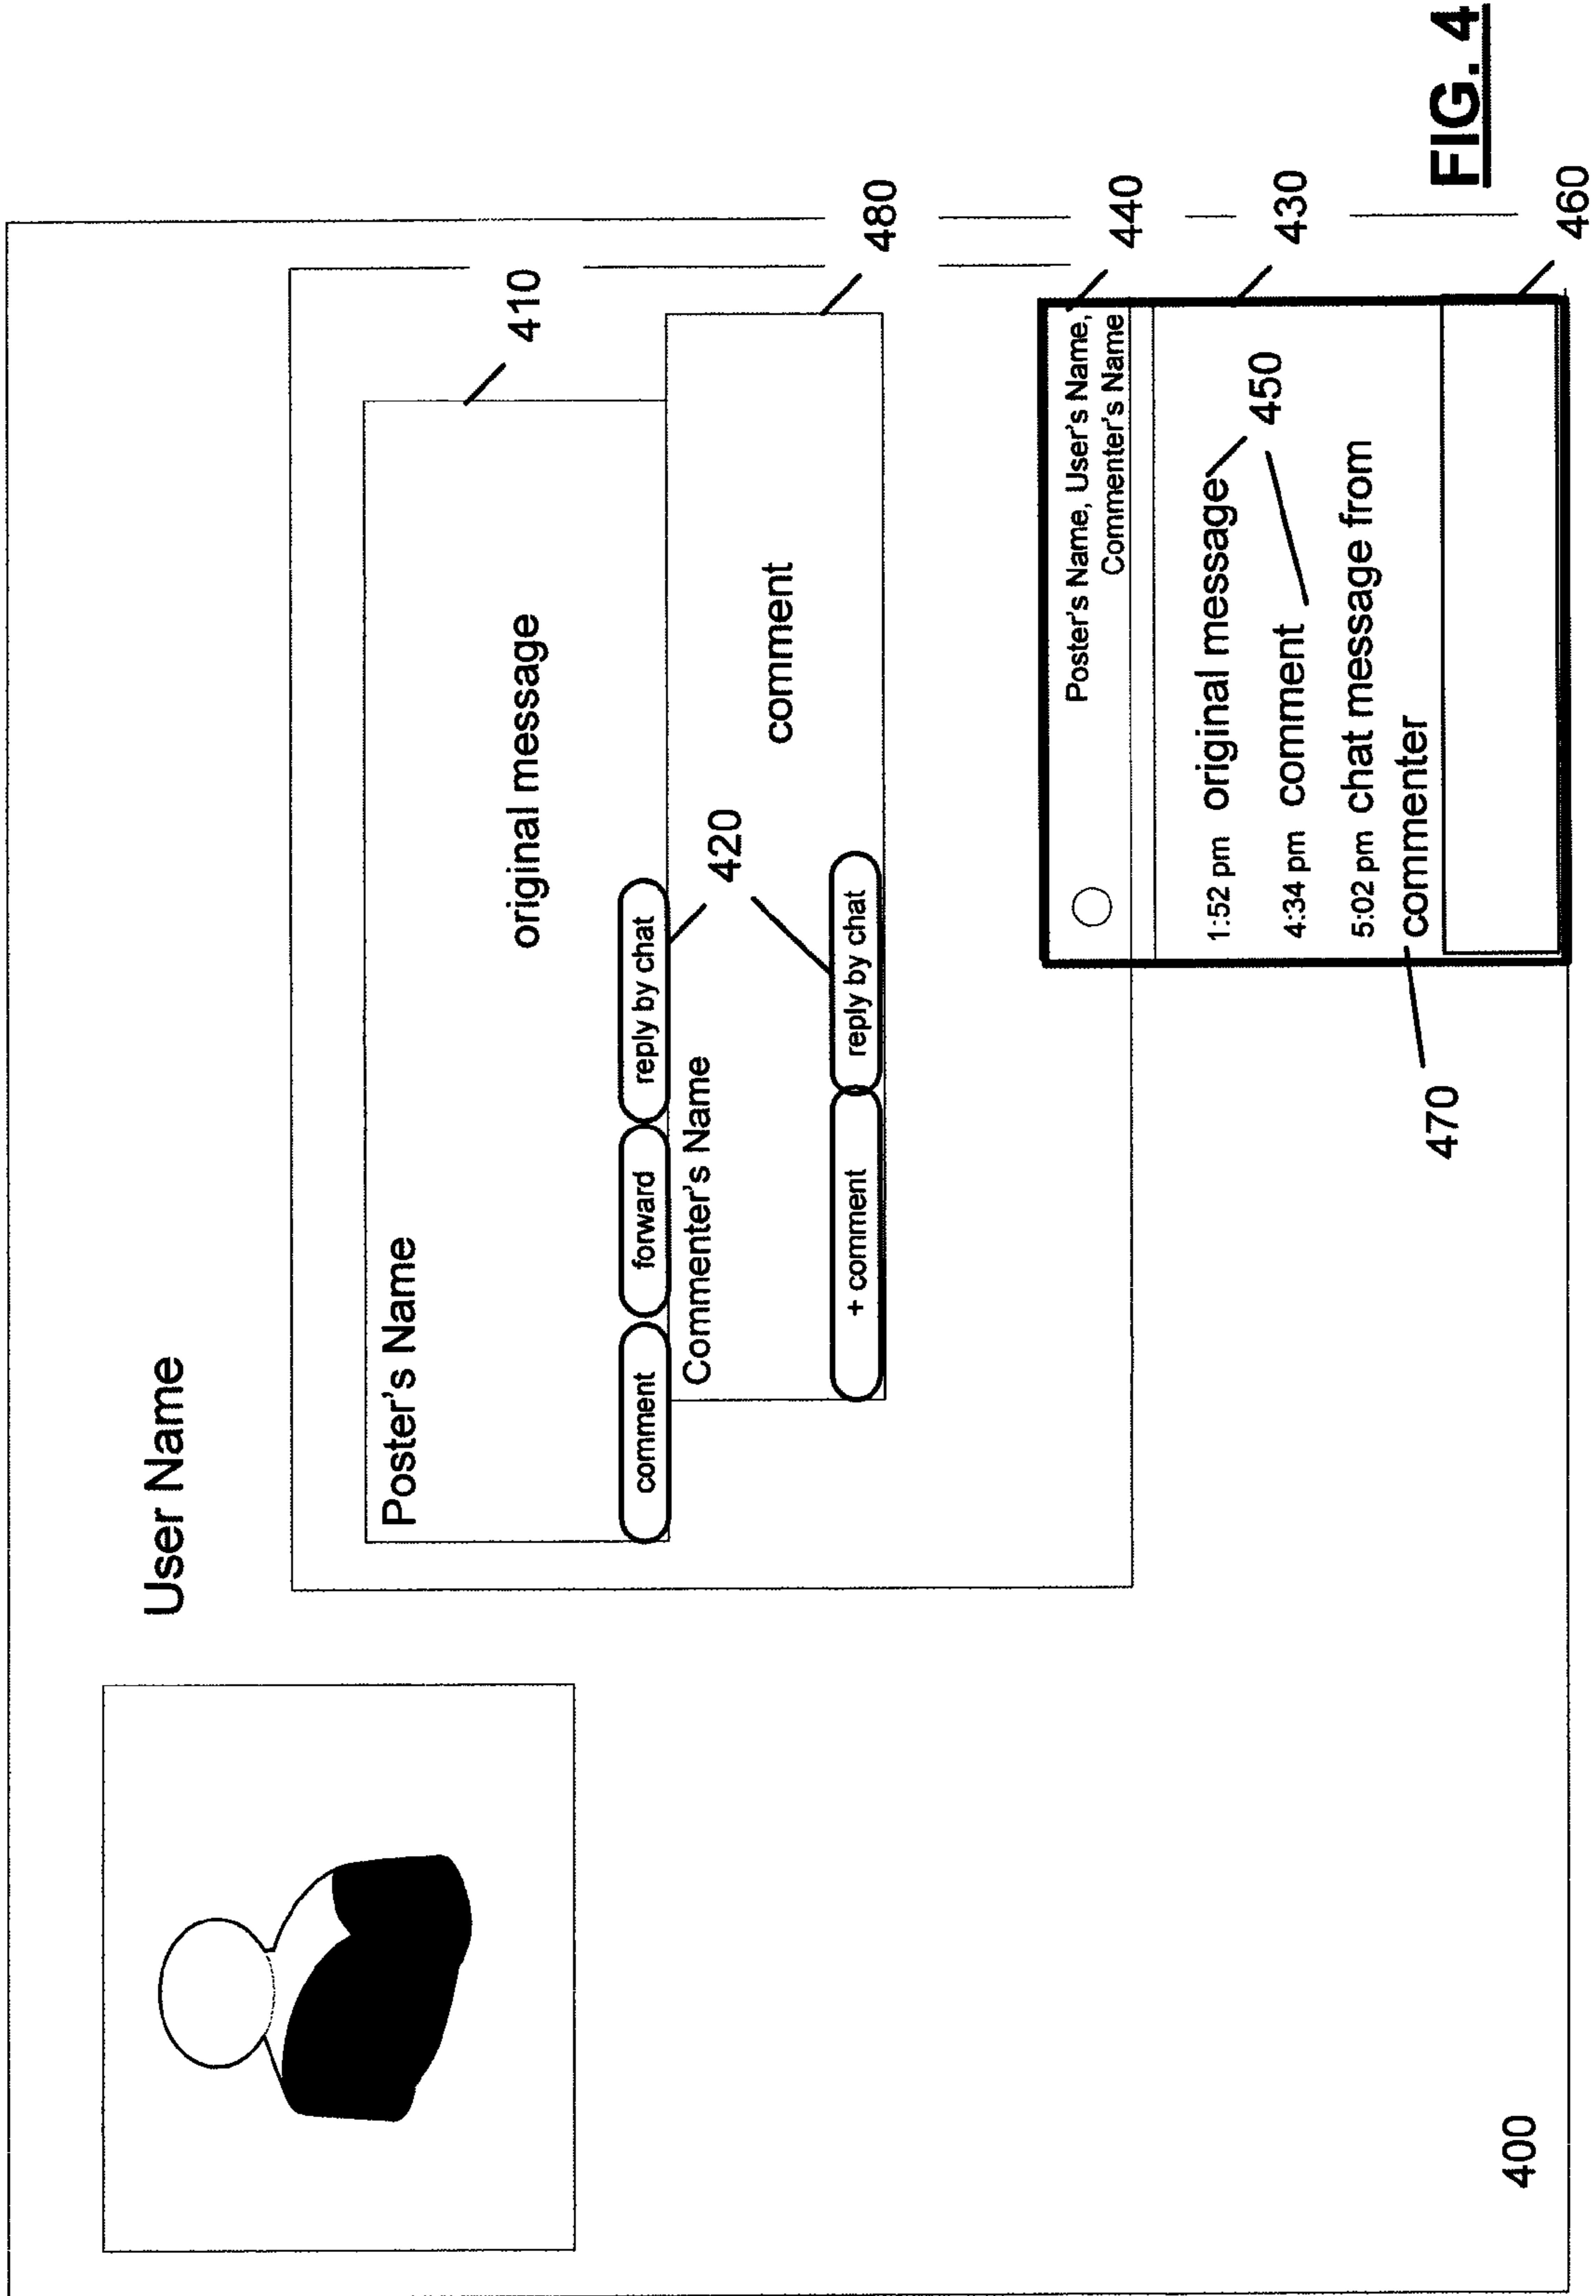 User Name
Poster's Name
410
original message
comment
forward
reply by chat
420
Commenter's Name
comment
480
+ comment
reply by chat
Poster's Name, User's Name,
Commenter's Name
440
1:52 pm original message
450
4:34 pm comment
430
5:02 pm chat message from
commenter
470
460
400
FIG. 4